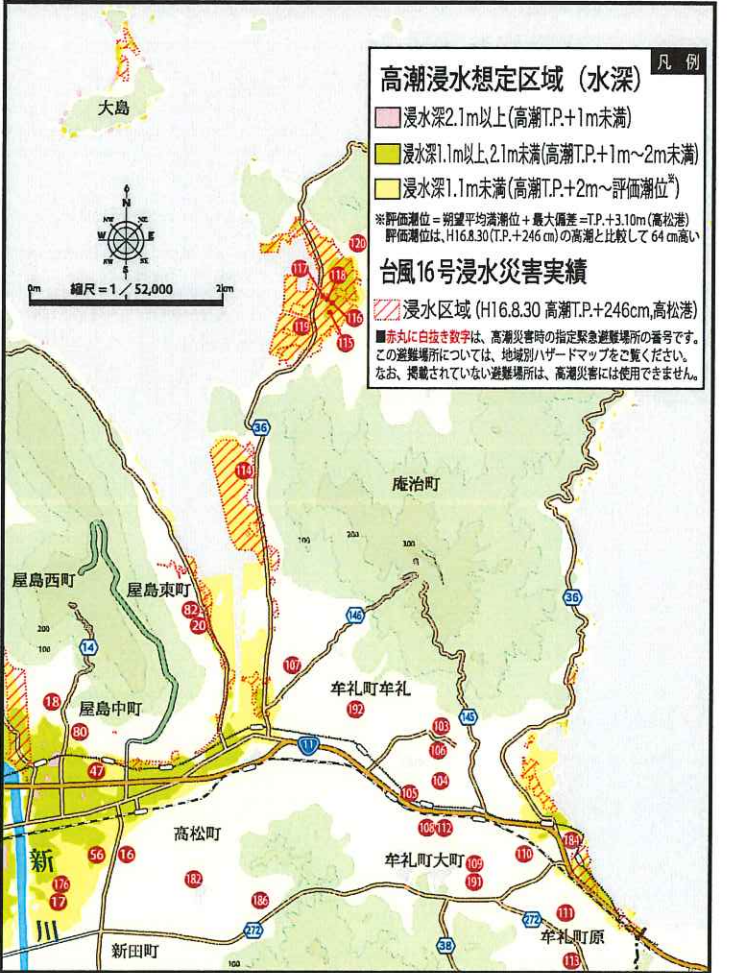 凡 例
高潮浸水想定区域（水深）
浸水深2.1m以上(高潮T.P.+1m未満)
浸水深1.1m以上,2.1m未満(高潮T.P.+1m～2m未満)
浸水深1.1m未満(高潮T.P.+2m～評価潮位※)
※評価潮位＝朔望平均満潮位＋最大偏差＝T.P.+3.10m(高松港)
評価潮位は、H16.8.30(T.P.+246㎝)の高潮と比較して64㎝高い
台風16号浸水災害実績
浸水区域(H16.8.30 高潮T.P.+246cm,高松港)
■赤丸に白抜き数字は、高潮災害時の指定緊急避難場所の番号です。
この避難場所については、地域別ハザードマップをご覧ください。
なお、掲載されていない避難場所は、高潮災害には使用できません。
大島
N
NW
NE
W
E
SW
SE
S
0m
縮尺＝1／52,000
2km
120
117
118
116
119
115
36
114
庵治町
100
200
300
屋島西町
屋島東町
82
20
146
36
200
100
14
107
牟礼町牟礼
18
屋島中町
192
145
80
103
106
11
47
104
105
高松町
108
112
184
新
56
16
牟礼町大町
109
110
182
191
176
17
186
111
川
272
272
牟礼町原
新田町
38
100
113